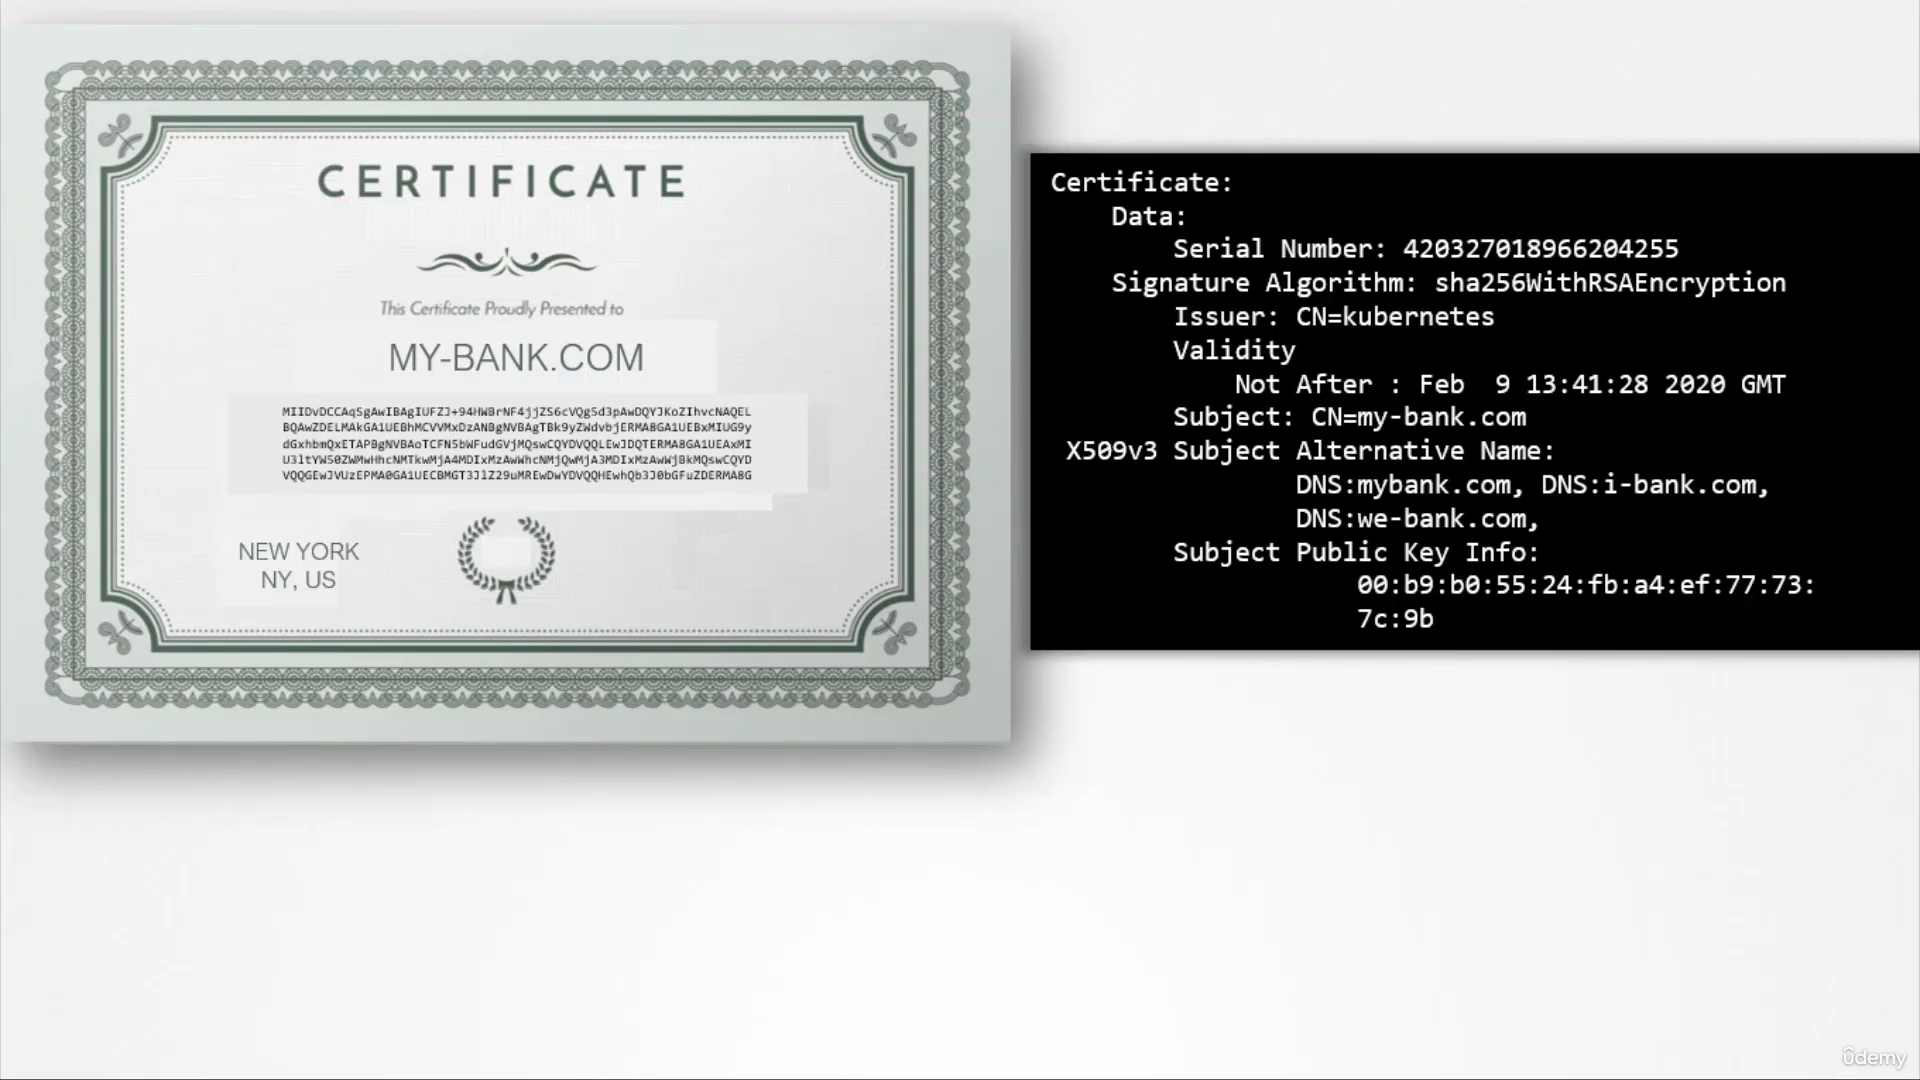 CERTIFICATE
This Certificate Proudly Presented to
MY-BANK.COM
MIIDvDCCAqSgAwIBAgIUFZJ+94HWBrNF4jjZS6cVQg5d3pAwDQYJKoZIhvcNAQEL
BQAwZDELMAkGA1UEBhMCVVMxDzANBgNVBAgTBk9yZWdvbjERMA8GA1UEBxMIUG9y
dGxhbmQxETAPBgNVBAoTCFN5bWFudGVjMQswCQYDVQQLEwJDQTERMA8GA1UEAxMI
U3ltYW50ZWMwHhcNMTkwMjA4MDIxMzAwWhcNMjQwMjA3MDIxMzAwWjBkMQswCQYD
VQQGEwJVUzEPMA0GA1UECBMGT3JlZ29uMREwDwYDVQQHEwhQb3J0bGFuZDERMA8G
NEW YORK
NY, US
Certificate:
Data:
Serial Number: 420327018966204255
Signature Algorithm: sha256WithRSAEncryption
Issuer: CN=kubernetes
Validity
Not After : Feb  9 13:41:28 2020 GMT
Subject: CN=my-bank.com
X509v3 Subject Alternative Name:
DNS:mybank.com, DNS:i-bank.com,
DNS:we-bank.com,
Subject Public Key Info:
00:b9:b0:55:24:fb:a4:ef:77:73:
7c:9b
ûdemy